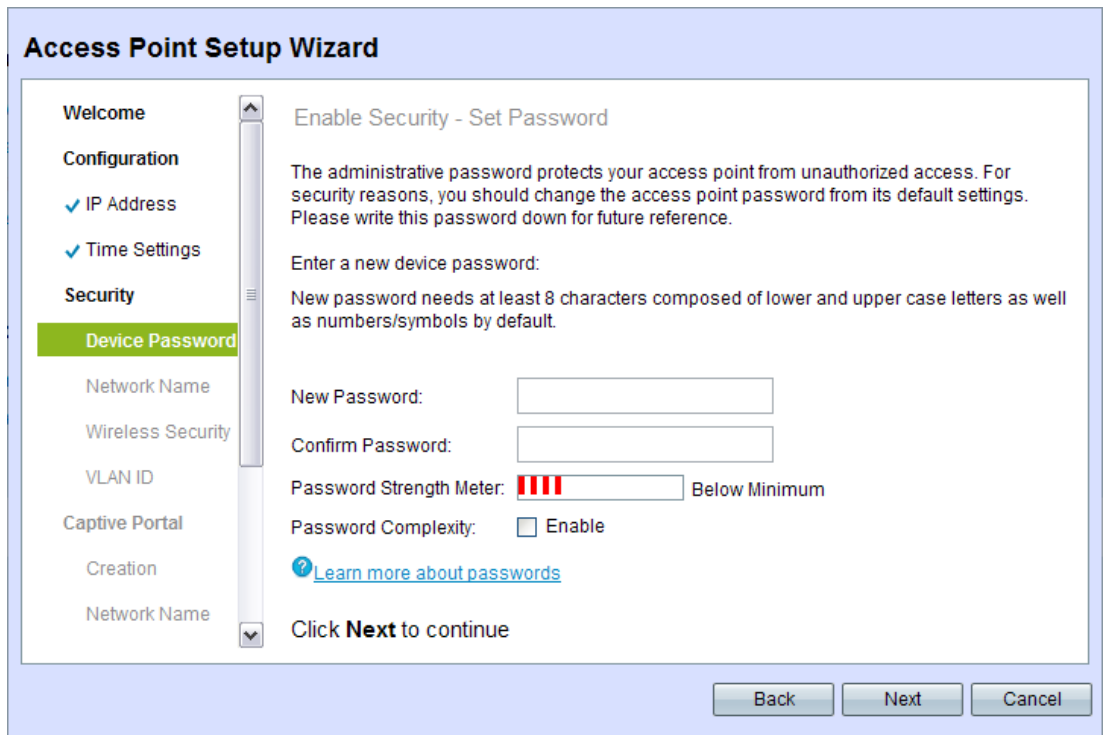 Access Point Setup Wizard
Welcome
Configuration
IP Address
Time Settings
Security
Device Password
Network Name
Wireless Security
VLAN ID
Captive Portal
Creation
Network Name
Enable Security - Set Password
The administrative password protects your access point from unauthorized access. For
security reasons, you should change the access point password from its default settings.
Please write this password down for future reference.
Enter a new device password:
New password needs at least 8 characters composed of lower and upper case letters as well
as numbers/symbols by default.
New Password:
Confirm Password:
Password Strength Meter: Below Minimum
Password Complexity: Enable
? Learn more about passwords
Click Next to continue
Back Next Cancel